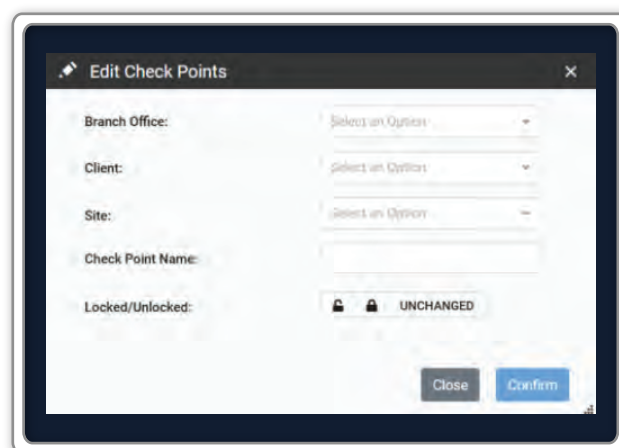 Edit Check Points
Branch Office: Select an Option
Client: Select an Option
Site: Select an Option
Check Point Name:
Locked/Unlocked: UNCHANGED
Close Confirm